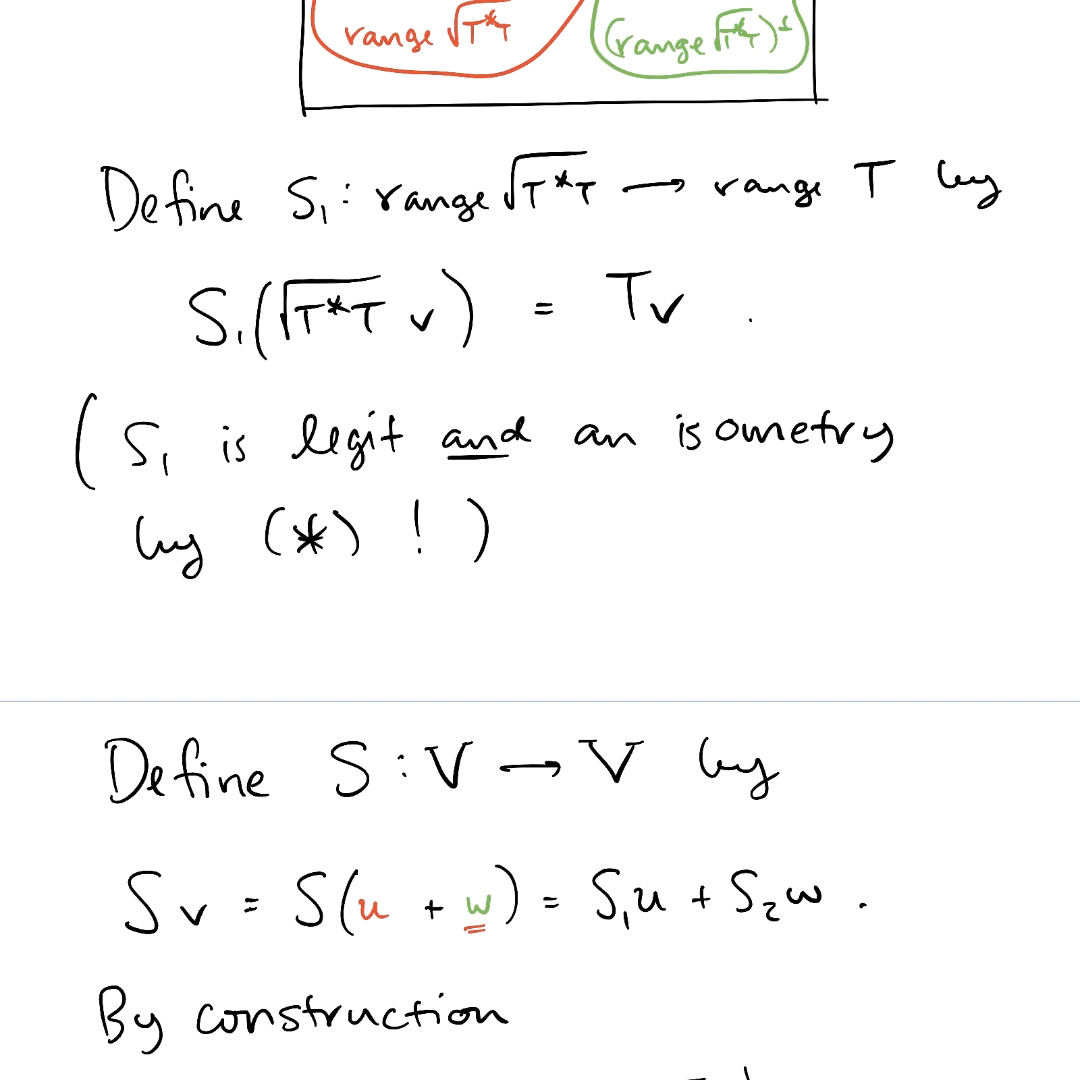 range √T*T (range √T*T)⊥
Define S₁ : range √T*T → range T by
S₁(√T*T v) = Tv .
(S₁ is legit and an isometry
by (*) ! )
Define S : V → V by
Sv = S(u + w) = S₁u + S₂w .
By construction